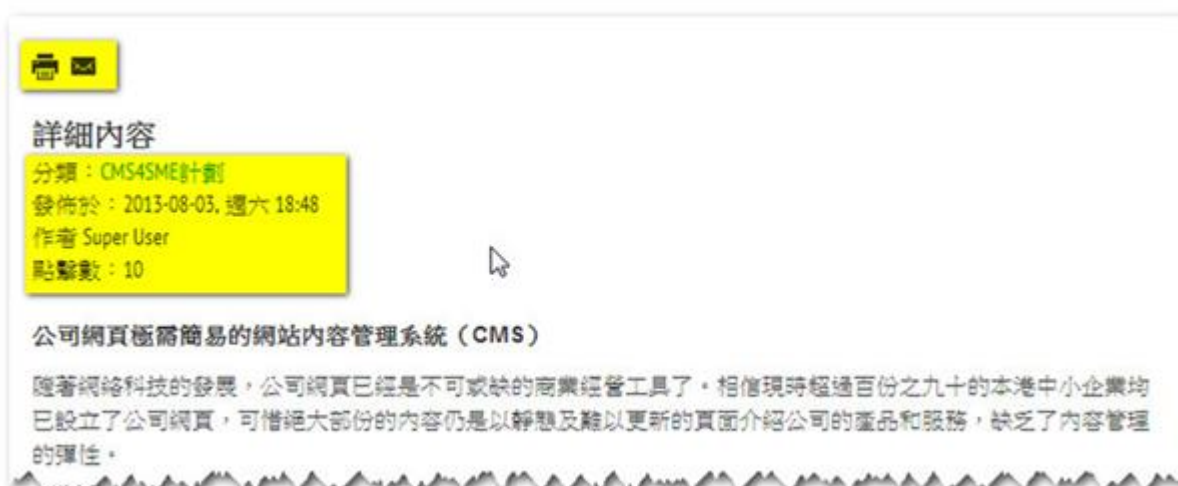 詳細內容
分類：CMS4SME計劃
發佈於：2013-08-03, 週六 18:48
作者 Super User
點擊數：10
公司網頁極需簡易的網站內容管理系統（CMS）
隨著網絡科技的發展，公司網頁已經是不可或缺的商業經營工具了。相信現時超過百份之九十的本港中小企業均
已設立了公司網頁，可惜絕大部份的內容仍是以靜態及難以更新的頁面介紹公司的產品和服務，缺乏了內容管理
的彈性。